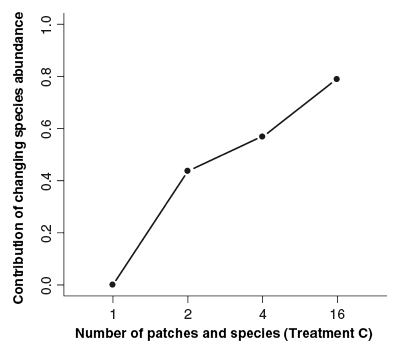 Contribution of changing species abundance
1.0
0.8
0.6
0.4
0.2
0.0
1 2 4 16
Number of patches and species (Treatment C)